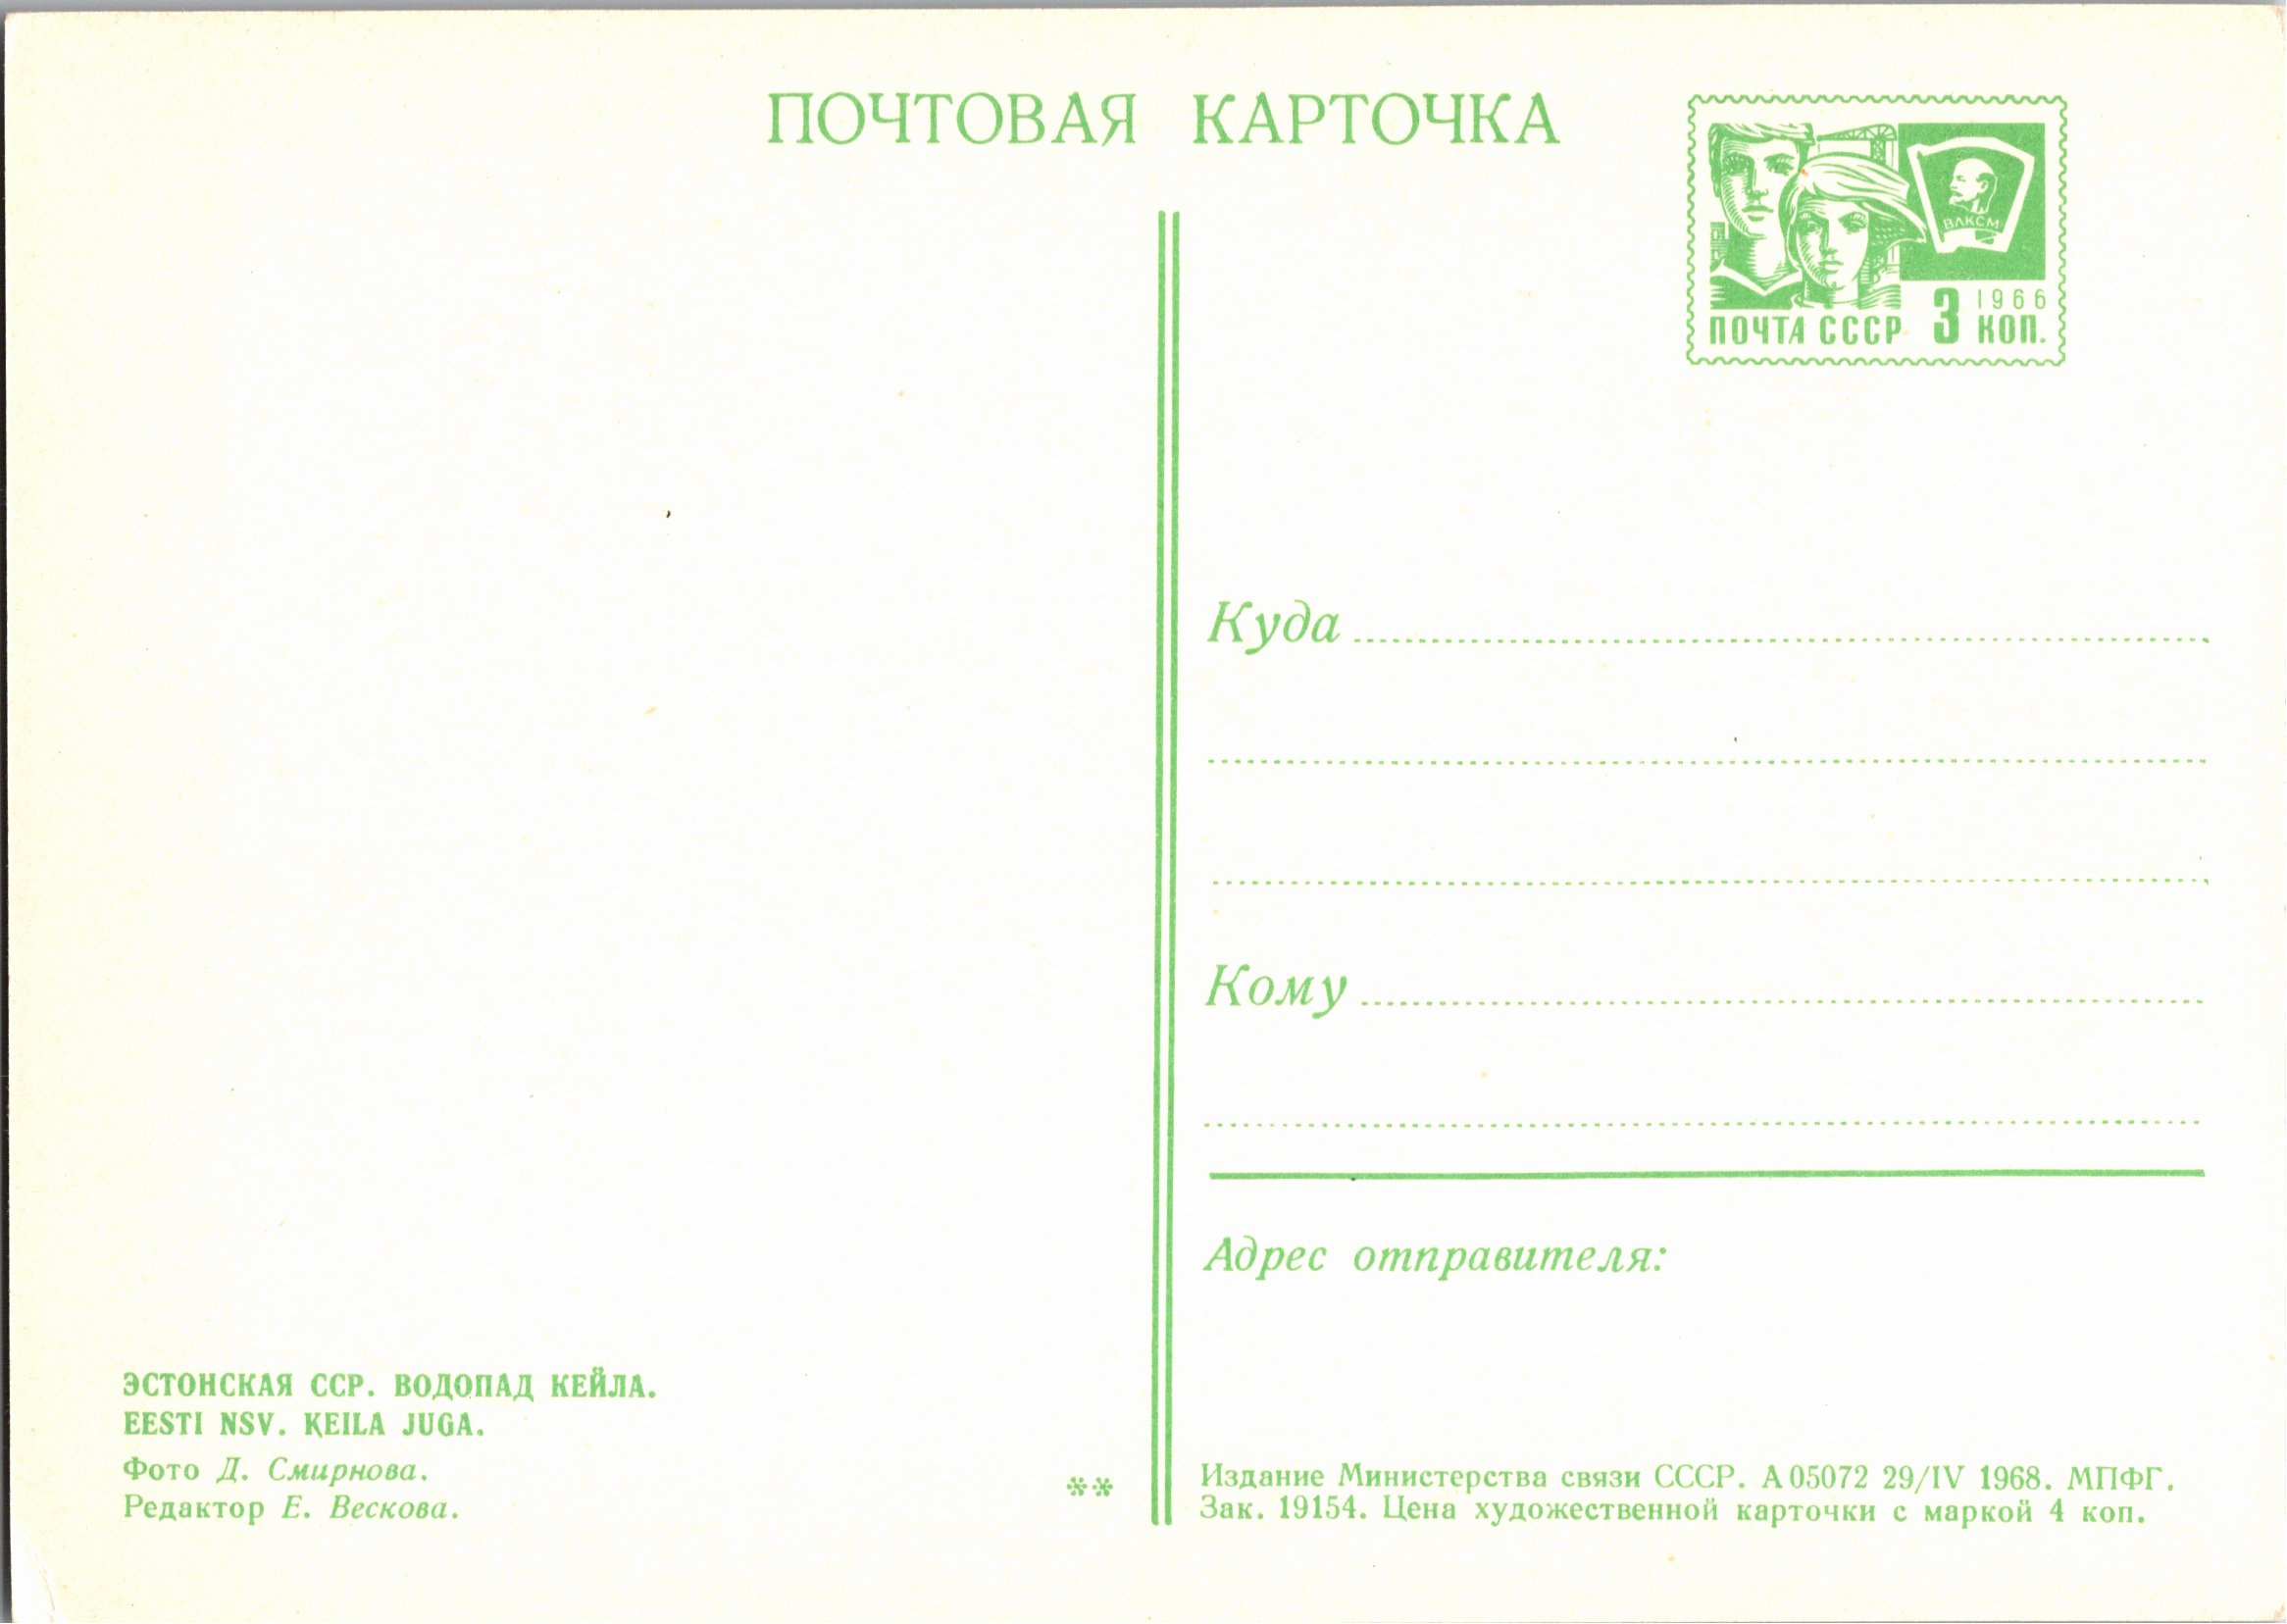 ПОЧТОВАЯ КАРТОЧКА
ВЛКСМ
1966
ПОЧТА СССР 3 КОП.
Куда
Кому
Адрес отправителя:
ЭСТОНСКАЯ ССР. ВОДОПАД КЕЙЛА.
EESTI NSV. KEILA JUGA.
Фото Д. Смирнова.
Редактор Е. Вескова.
**
Издание Министерства связи СССР. А 05072 29/IV 1968. МПФГ.
Зак. 19154. Цена художественной карточки с маркой 4 коп.